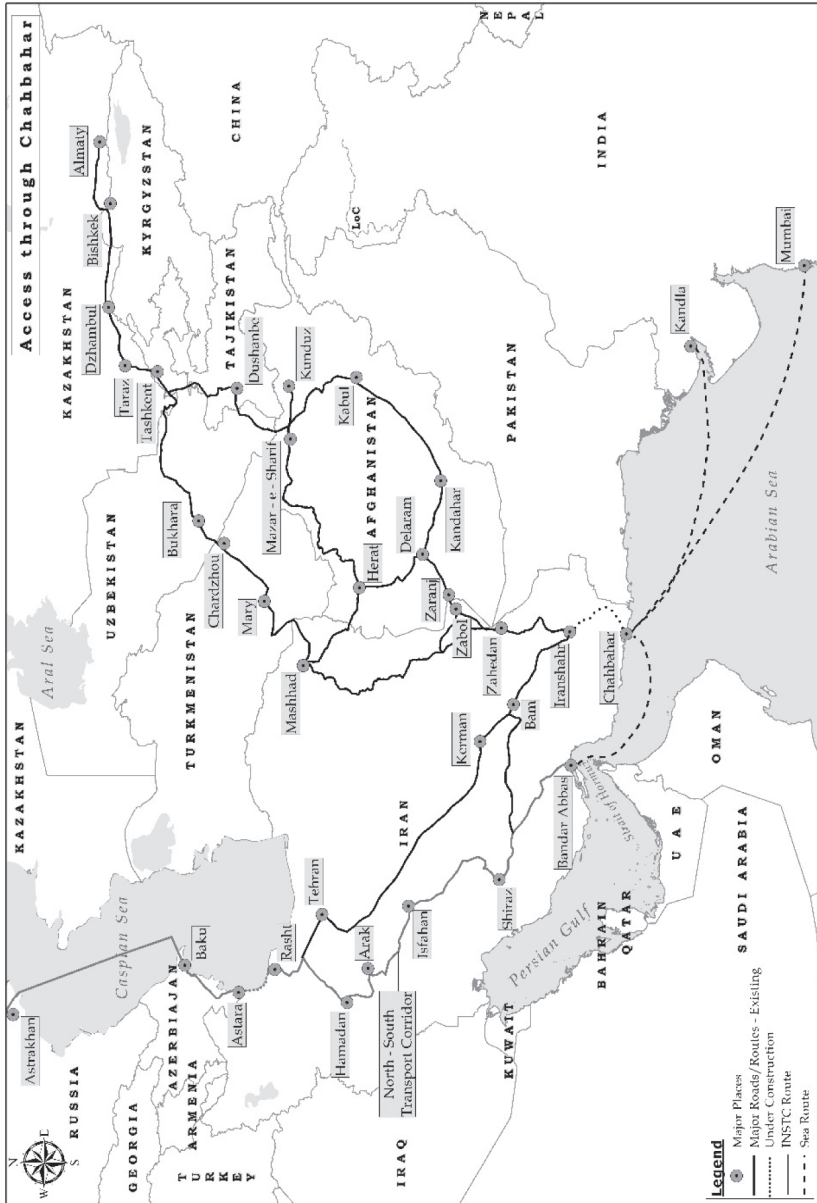 Access through Chahbahar
N
W
E
S
RUSSIA
Astrakhan
KAZAKHSTAN
Aral Sea
KAZAKHSTAN
Almaty
Bishkek
Dzhambul
Taraz
Tashkent
KYRGYZSTAN
UZBEKISTAN
GEORGIA
Caspian Sea
AZERBIAJAN
Baku
ARMENIA
TURKEY
Astara
Rasht
TURKMENISTAN
Bukhara
Chardzhou
Mary
TAJIKISTAN
Dushanbe
CHINA
Kunduz
Mazar - e - Sharif
Mashhad
Tehran
Hamadan
Arak
Herat
Kabul
LoC
AFGHANISTAN
IRAN
Isfahan
North - South
Transport Corridor
IRAQ
Delaram
Kandahar
Zaranj
Zabol
Kerman
Zahedan
Bam
Shiraz
KUWAIT
PAKISTAN
NEPAL
Iranshahr
Bandar Abbas
Persian Gulf
Strait of Hormuz
BAHRAIN
QATAR
Chahbahar
INDIA
UAE
OMAN
SAUDI ARABIA
Kandla
Arabian Sea
Mumbai
Legend
Major Places
Major Roads/Routes - Existing
Under Construction
INSTC Route
Sea Route